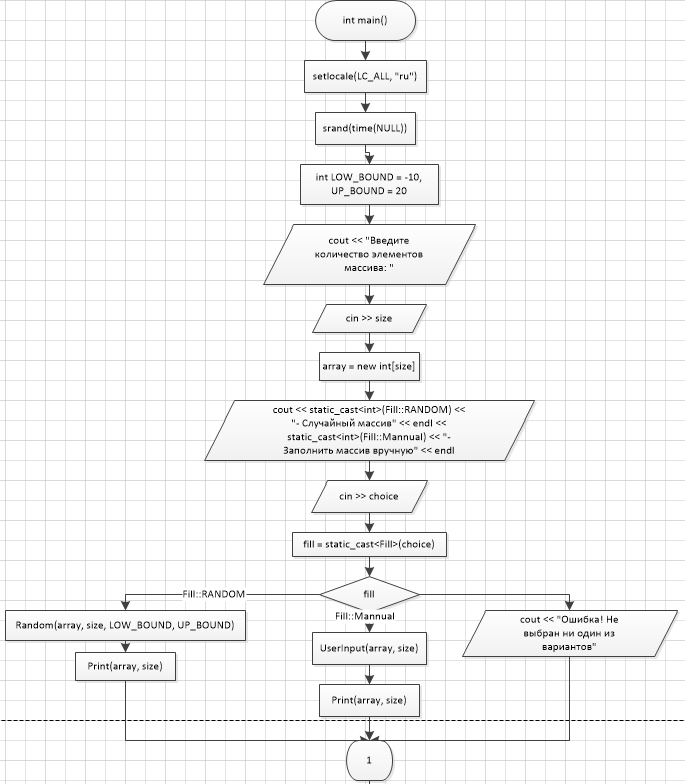 int main()
setlocale(LC_ALL, "ru")
srand(time(NULL))
int LOW_BOUND = -10,
UP_BOUND = 20
cout << "Введите
количество элементов
массива: "
cin >> size
array = new int[size]
cout << static_cast<int>(Fill::RANDOM) <<
"- Случайный массив" << endl <<
static_cast<int>(Fill::Mannual) << "-
Заполнить массив вручную" << endl
cin >> choice
fill = static_cast<Fill>(choice)
fill
Fill::RANDOM
Random(array, size, LOW_BOUND, UP_BOUND)
Print(array, size)
Fill::Mannual
UserInput(array, size)
Print(array, size)
cout << "Ошибка! Не
выбран ни один из
вариантов"
1